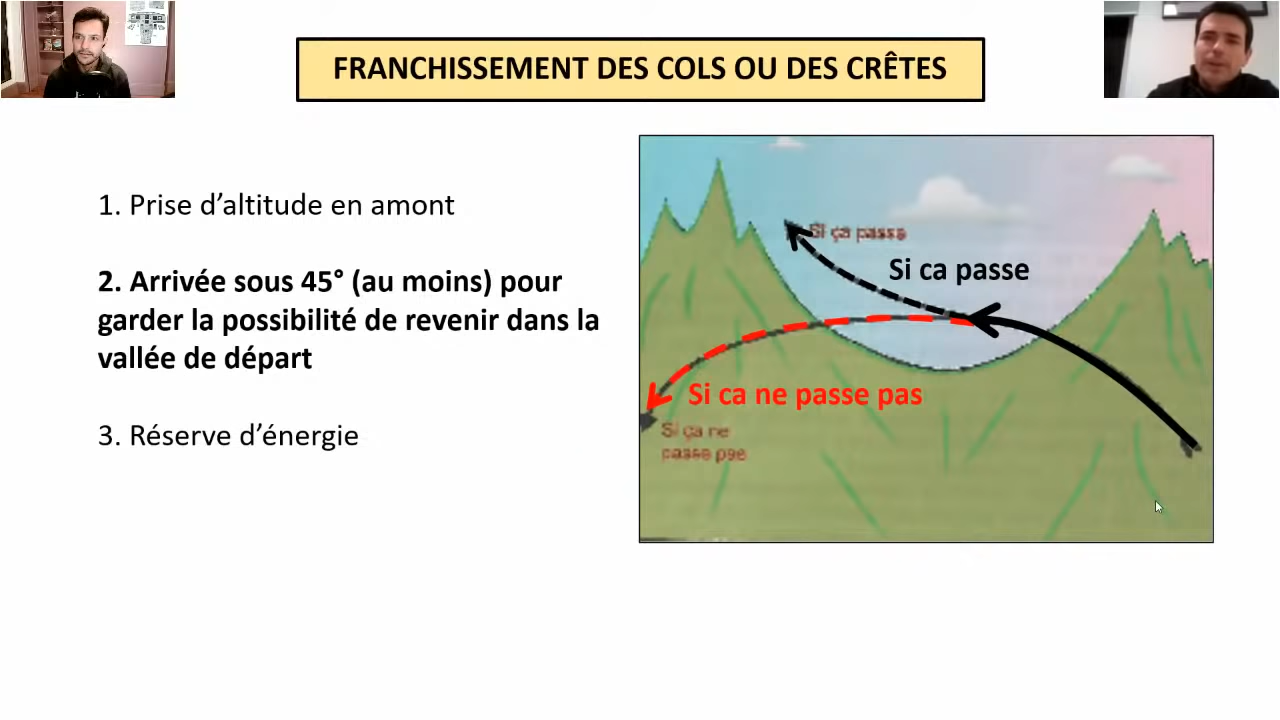 FRANCHISSEMENT DES COLS OU DES CRÊTES
1. Prise d’altitude en amont
2. Arrivée sous 45° (au moins) pour
garder la possibilité de revenir dans la
vallée de départ
3. Réserve d’énergie
Si ça passe
Si ca passe
Si ca ne passe pas
Si ça ne
passe pse